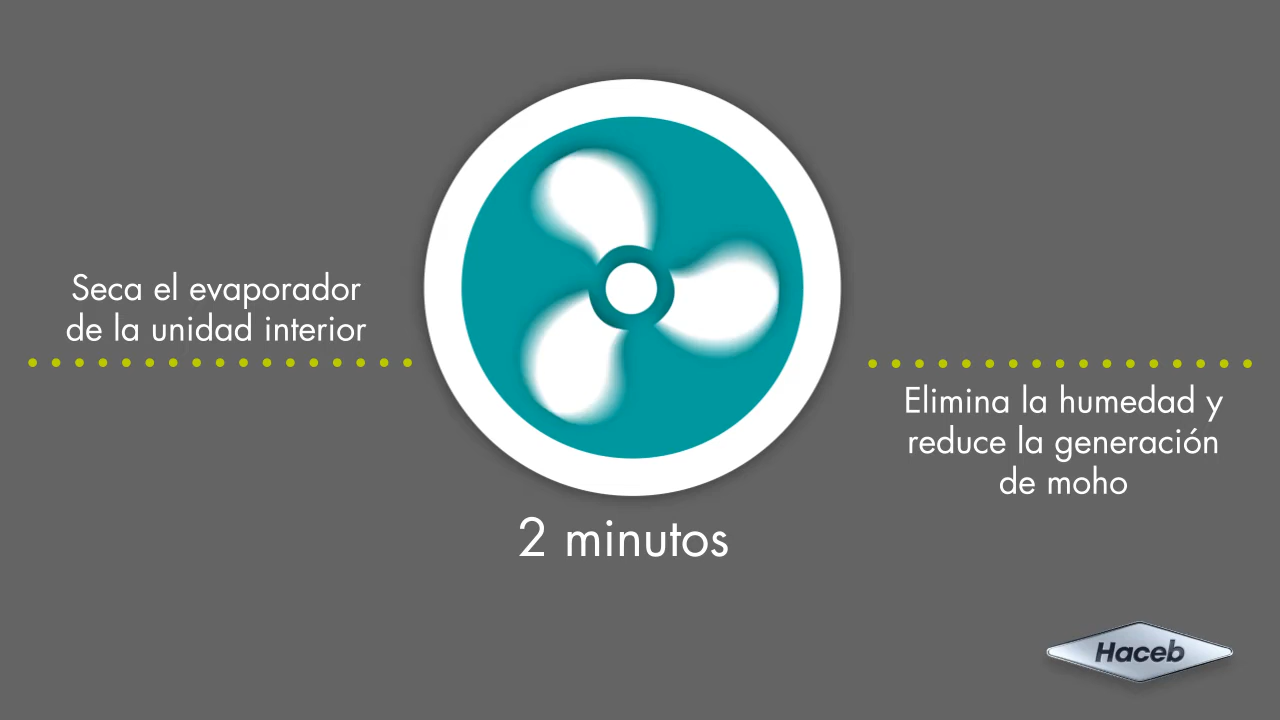 Seca el evaporador
de la unidad interior
Elimina la humedad y
reduce la generación
de moho
2 minutos
Haceb